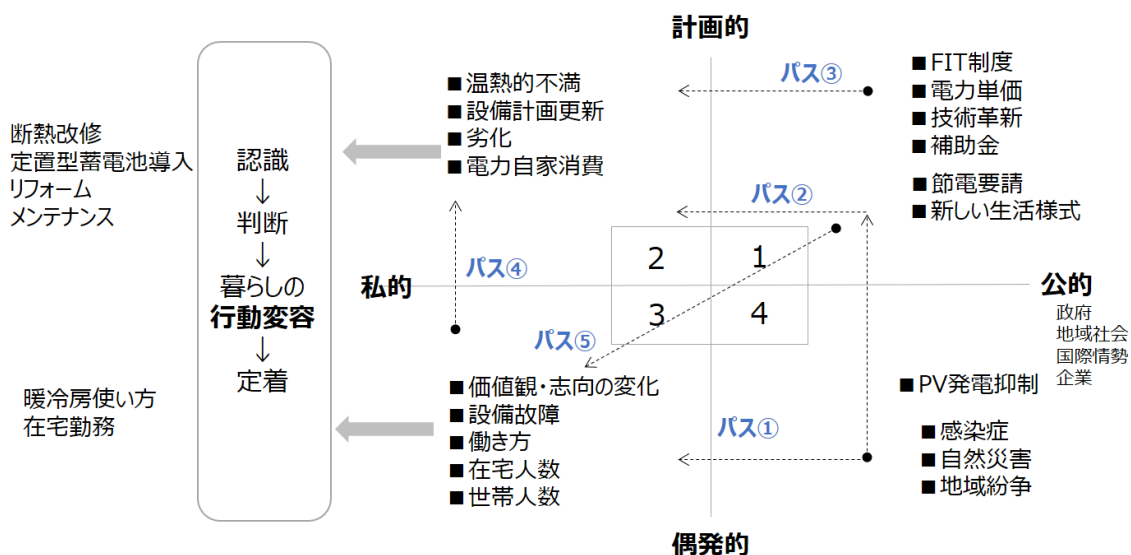 計画的
断熱改修
定置型蓄電池導入
リフォーム
メンテナンス
暖冷房使い方
在宅勤務
認識
↓
判断
↓
暮らしの
行動変容
↓
定着
■温熱的不満
■設備計画更新
■劣化
■電力自家消費
パス③
■FIT制度
■電力単価
■技術革新
■補助金
■節電要請
■新しい生活様式
パス②
パス④
私的
2
1
3
4
公的
政府
地域社会
国際情勢
企業
パス⑤
■価値観・志向の変化
■設備故障
■働き方
■在宅人数
■世帯人数
パス①
■PV発電抑制
■感染症
■自然災害
■地域紛争
偶発的